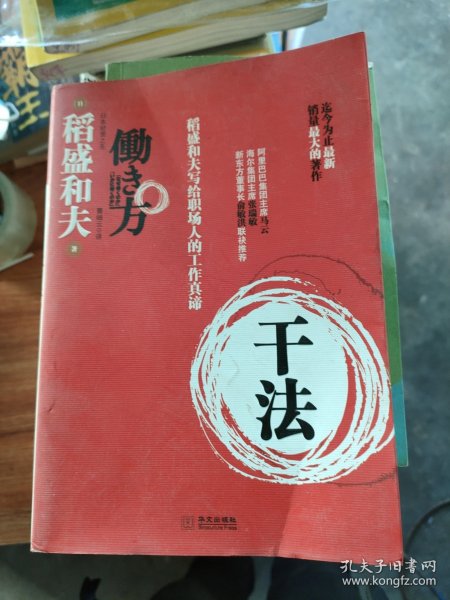 迄今为止最新
销量最大的著作
阿里巴巴集团主席马云
海尔集团主席张瑞敏
新东方董事长俞敏洪
联袂推荐
稻盛和夫写给职场人的工作真谛
働き方
日
稻盛和夫
著
干法
华文出版社
Sinoculture Press
霸王
孔夫子旧书网
www.kongfz.com